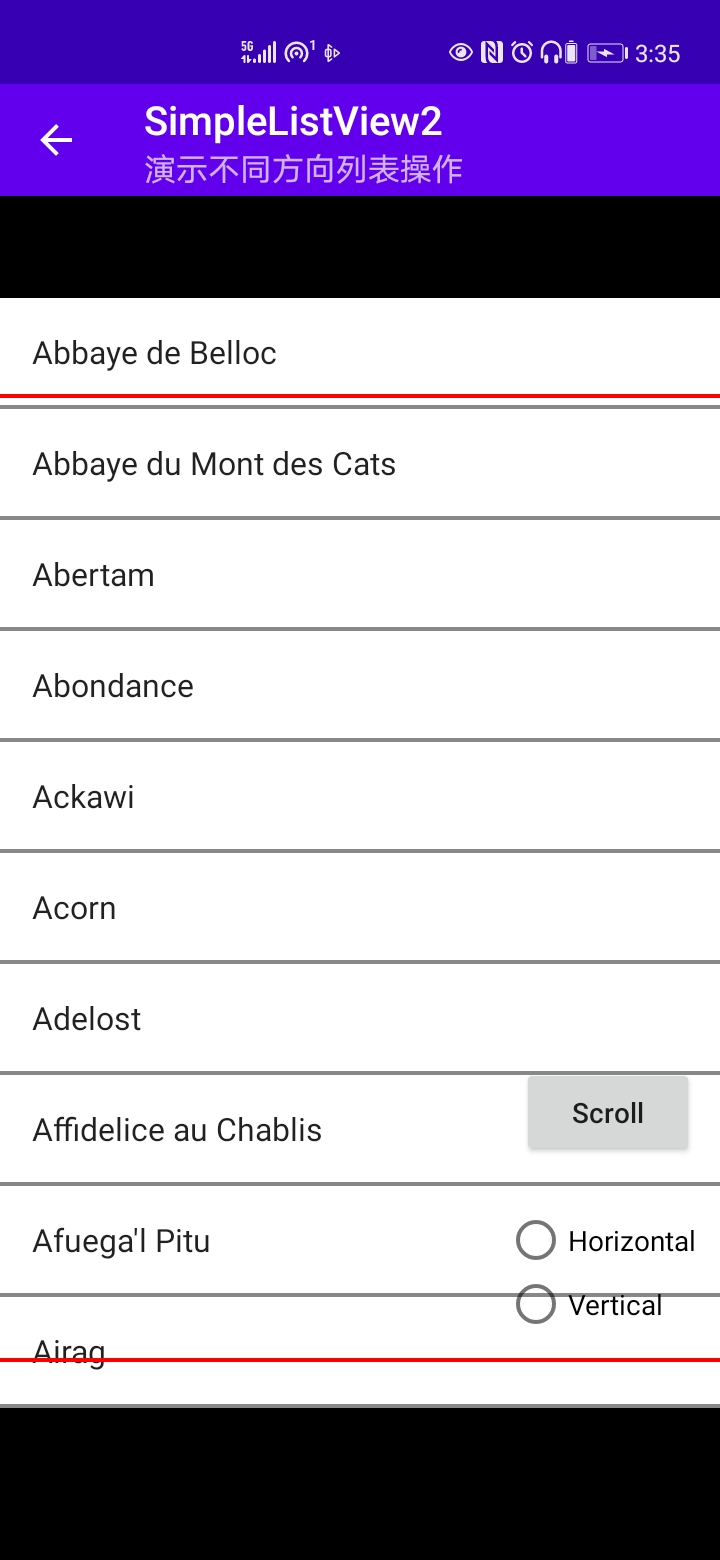 5G 1 3:35
SimpleListView2
演示不同方向列表操作
Abbaye de Belloc
Abbaye du Mont des Cats
Abertam
Abondance
Ackawi
Acorn
Adelost
Affidelice au Chablis
Scroll
Afuega'l Pitu
Horizontal
Vertical
Airag